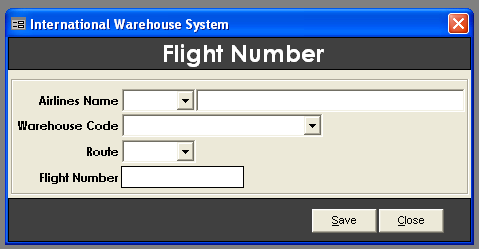 International Warehouse System
Flight Number
Airlines Name
Warehouse Code
Route
Flight Number
Save Close